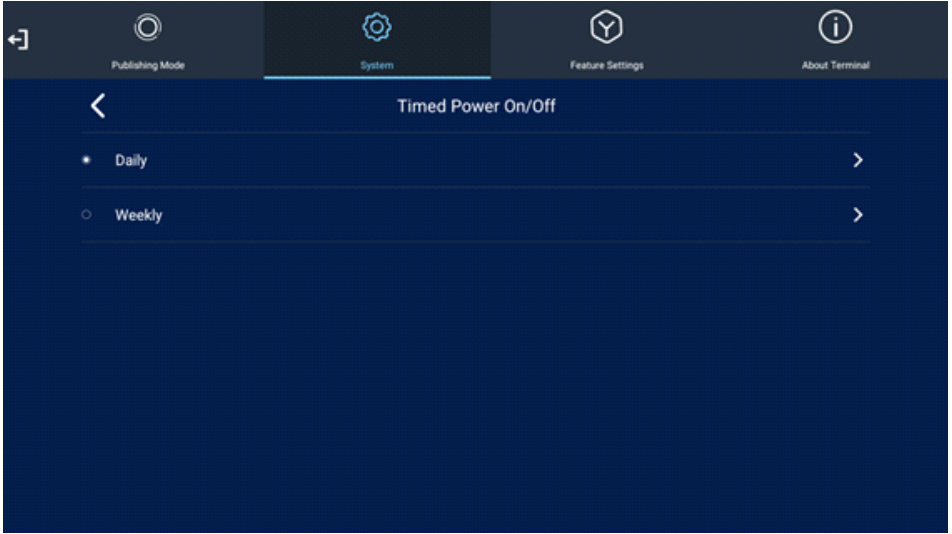 Publishing Mode
System
Feature Settings
About Terminal
Timed Power On/Off
Daily
Weekly